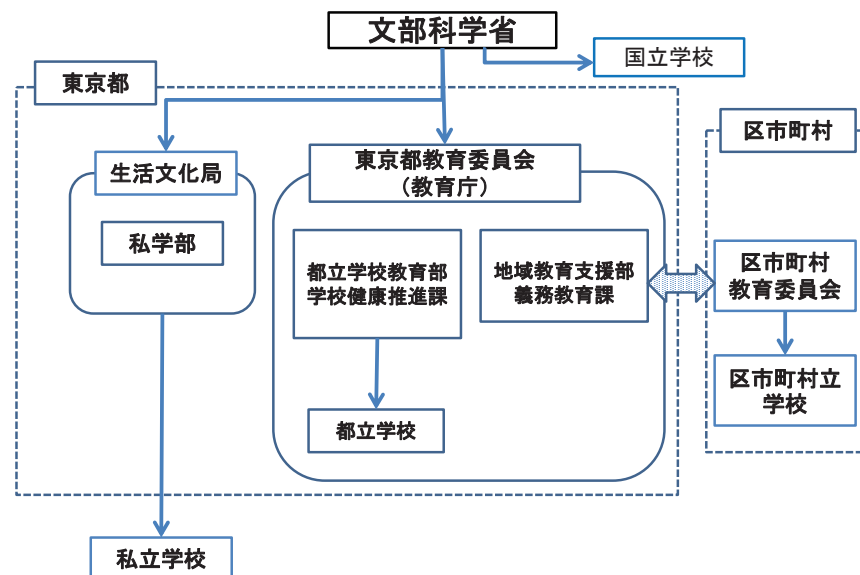 文部科学省
国立学校
東京都
区市町村
生活文化局
東京都教育委員会
（教育庁）
私学部
都立学校教育部
学校健康推進課
地域教育支援部
義務教育課
区市町村
教育委員会
区市町村立
学校
都立学校
私立学校